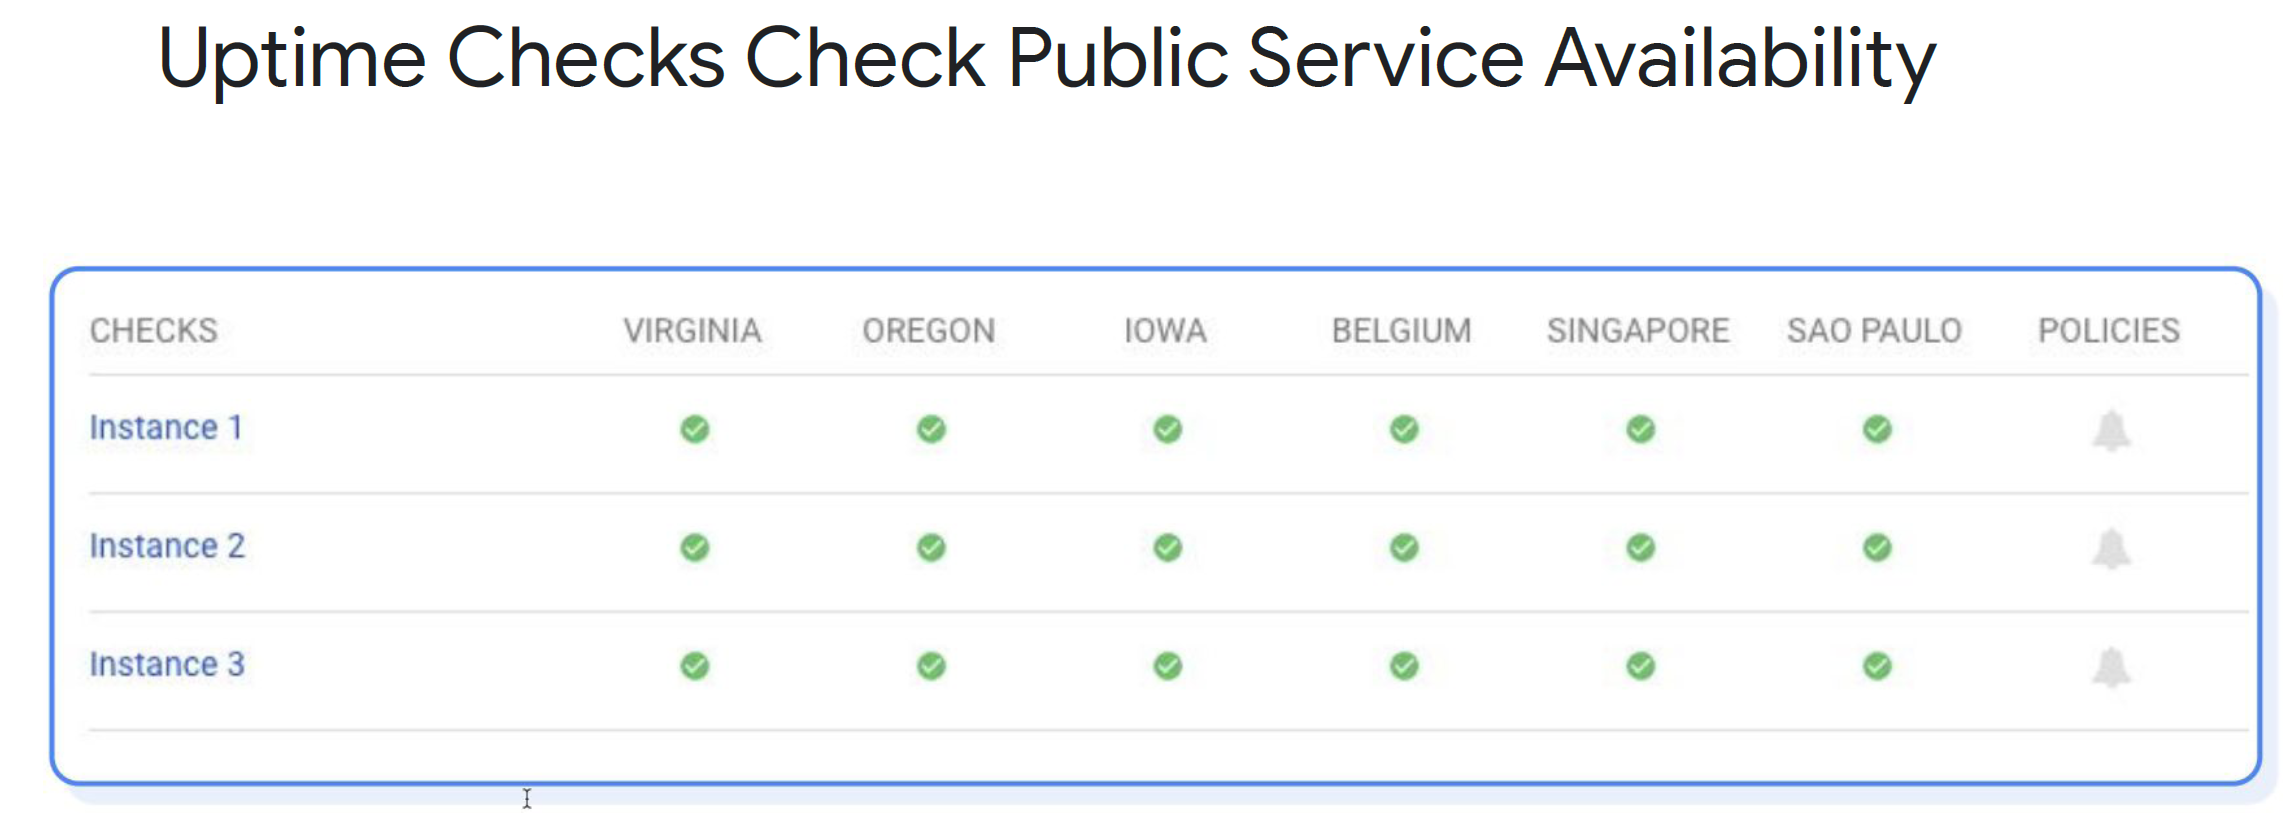 Uptime Checks Check Public Service Availability
CHECKS VIRGINIA OREGON IOWA BELGIUM SINGAPORE SAO PAULO POLICIES
Instance 1
Instance 2
Instance 3